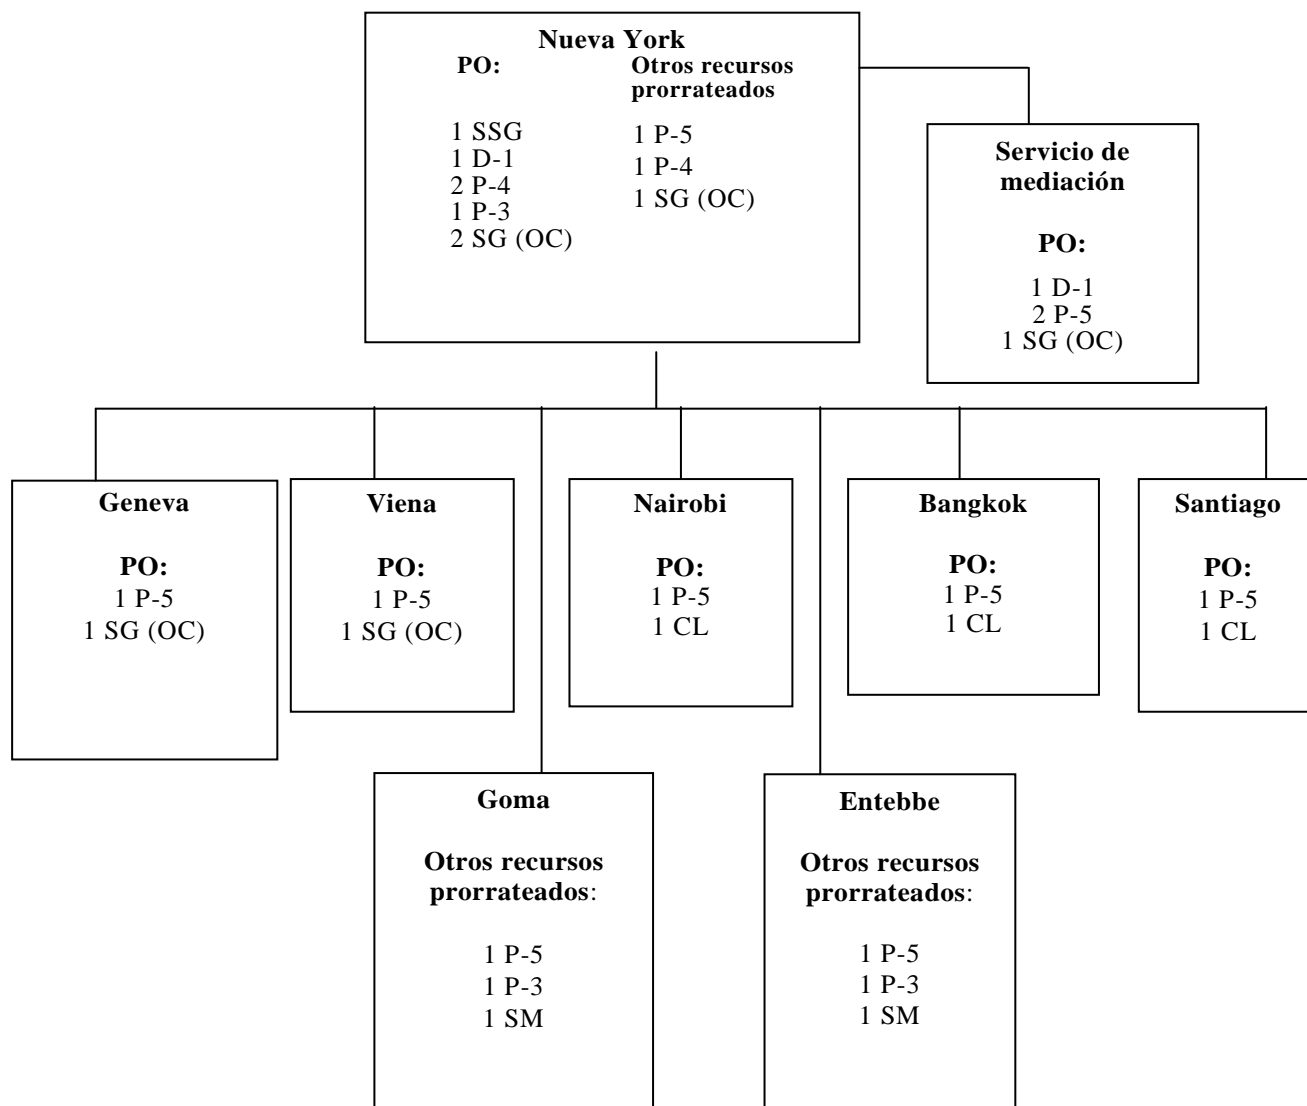 Nueva York
PO:
Otros recursos
prorrateados
1 SSG
1 D-1
2 P-4
1 P-3
2 SG (OC)
1 P-5
1 P-4
1 SG (OC)
Servicio de
mediación
PO:
1 D-1
2 P-5
1 SG (OC)
Geneva
PO:
1 P-5
1 SG (OC)
Viena
PO:
1 P-5
1 SG (OC)
Nairobi
PO:
1 P-5
1 CL
Bangkok
PO:
1 P-5
1 CL
Santiago
PO:
1 P-5
1 CL
Goma
Otros recursos
prorrateados:
1 P-5
1 P-3
1 SM
Entebbe
Otros recursos
prorrateados:
1 P-5
1 P-3
1 SM